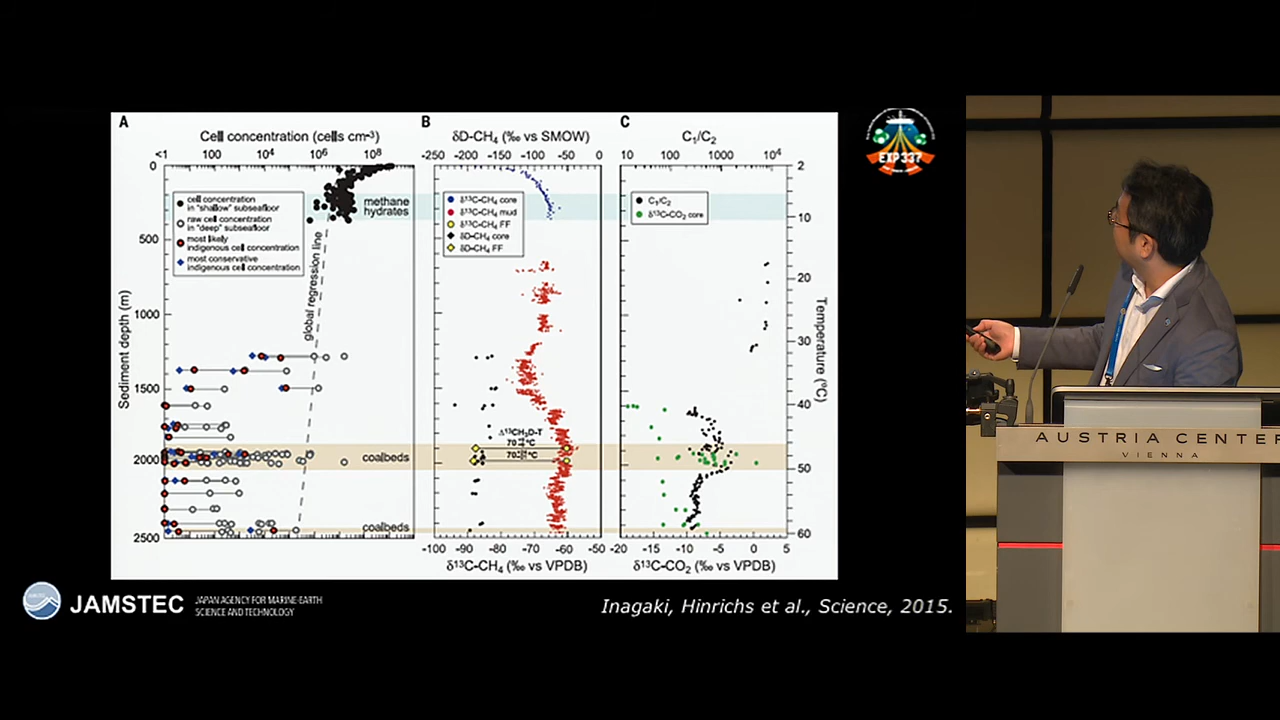 A
Cell concentration (cells cm⁻³)
<1 100 10⁴ 10⁶ 10⁸
B
δD-CH₄ (‰ vs SMOW)
-250 -200 -150 -100 -50 0
C
C₁/C₂
10 100 1000 10⁴
EXP337
0
500
1000
1500
2000
2500
Sediment depth (m)
cell concentration
in "shallow" subseafloor
raw cell concentration
in "deep" subseafloor
most likely
indigenous cell concentration
most conservative
indigenous cell concentration
methane
hydrates
global regression line
coalbeds
coalbeds
δ¹³C-CH₄ core
δ¹³C-CH₄ mud
δ¹³C-CH₄ FF
δD-CH₄ core
δD-CH₄ FF
Δ¹³CH₃D-T
70 °C
70 °C
-100 -90 -80 -70 -60 -50
δ¹³C-CH₄ (‰ vs VPDB)
C₁/C₂
δ¹³C-CO₂ core
2
10
20
30
40
50
60
Temperature (°C)
-20 -15 -10 -5 0 5
δ¹³C-CO₂ (‰ vs VPDB)
JAMSTEC
JAPAN AGENCY FOR MARINE-EARTH
SCIENCE AND TECHNOLOGY
Inagaki, Hinrichs et al., Science, 2015.
AUSTRIA CENTER
VIENNA